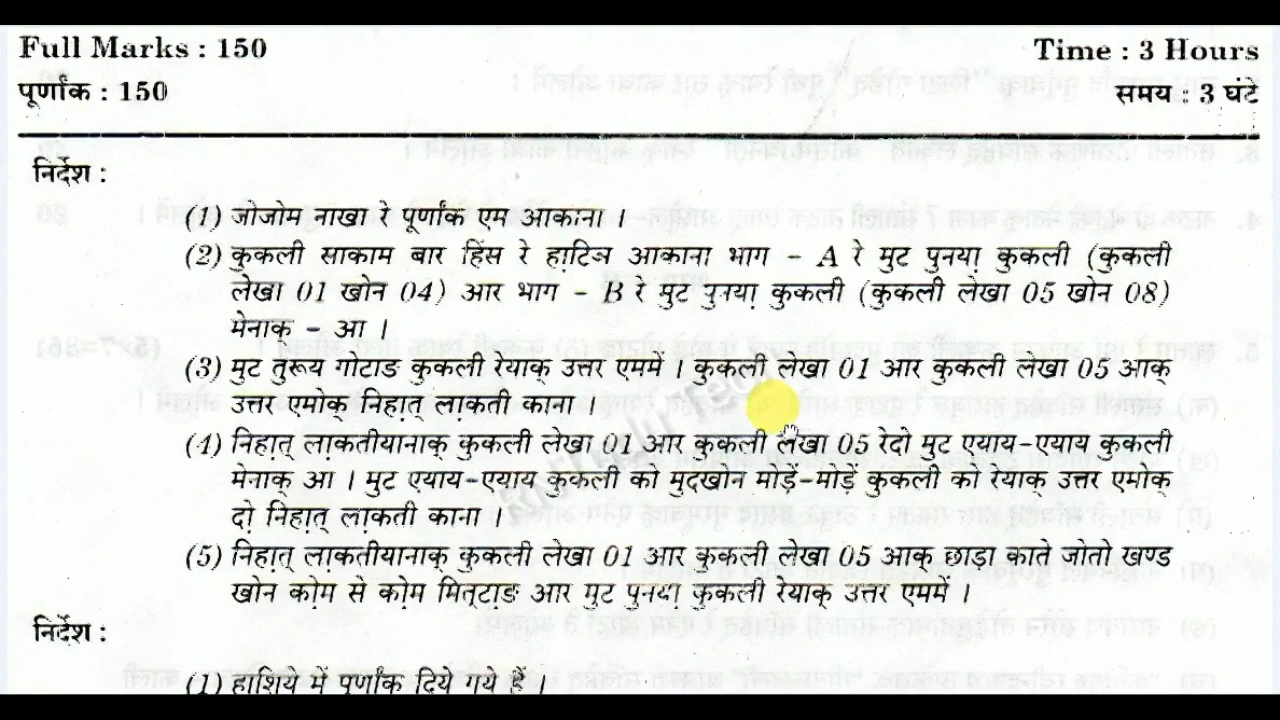 Full Marks : 150 Time : 3 Hours
पूर्णांक : 150 समय : 3 घंटे
निर्देश :
(1) जोजोम नाखा रे पूर्णांक एम आकाना ।
(2) कुकली साकाम बार हिंस रे हा़टिञ आकाना भाग - A रे मुट पुनया़ कुकली (कुकली
लेखा 01 खोन 04) आर भाग - B रे मुट पुनया़ कुकली (कुकली लेखा 05 खोन 08)
मेनाक् - आ ।
(3) मुट तुरूय गोटाङ कुकली रेयाक् उत्तर एममें । कुकली लेखा 01 आर कुकली लेखा 05 आक्
उत्तर एमोक् निहा़त् ला़कती काना ।
(4) निहा़त् ला़कतीयानाक् कुकली लेखा 01 आर कुकली लेखा 05 रेदो मुट एयाय-एयाय कुकली
मेनाक् आ । मुट एयाय-एयाय कुकली को मुदखोन मोड़ें-मोड़ें कुकली को रेयाक् उत्तर एमोक्
दो निहा़त् ला़कती काना ।
(5) निहा़त् ला़कतीयानाक् कुकली लेखा 01 आर कुकली लेखा 05 आक् छाडा काते जोतो खण्ड
खोन को़म से को़म मित्टाङ आर मुट पुनया़ कुकली रेयाक् उत्तर एममें ।
निर्देश :
(1) हाशिये में पूर्णांक दिये गये हैं ।